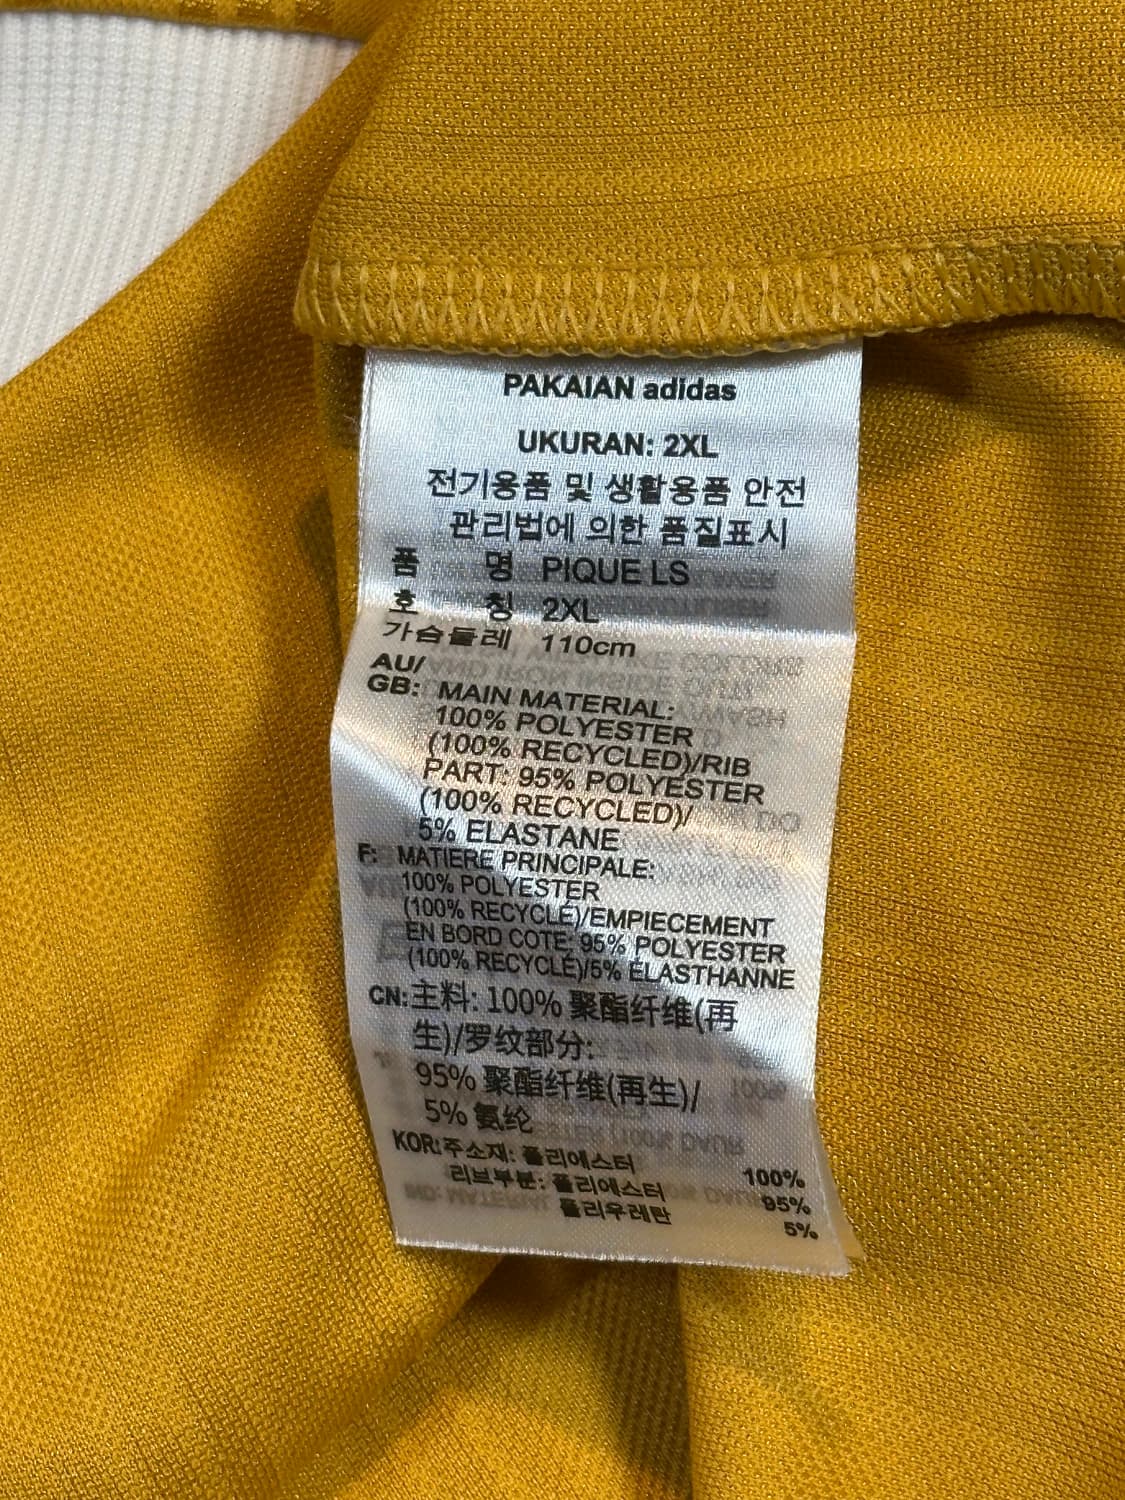 PAKAIAN adidas
UKURAN: 2XL
전기용품 및 생활용품 안전
관리법에 의한 품질표시
품 명 PIQUE LS
호 칭 2XL
가슴둘레 110cm
AU/
GB: MAIN MATERIAL:
100% POLYESTER
(100% RECYCLED)/RIB
PART: 95% POLYESTER
(100% RECYCLED)/
5% ELASTANE
F: MATIERE PRINCIPALE:
100% POLYESTER
(100% RECYCLÉ)/EMPIECEMENT
EN BORD COTE: 95% POLYESTER
(100% RECYCLÉ)/5% ÉLASTHANNE
CN: 主料: 100% 聚酯纤维(再
生)/罗纹部分:
95% 聚酯纤维(再生)/
5% 氨纶
KOR: 주소재: 폴리에스터 100%
리브부분: 폴리에스터 95%
폴리우레탄 5%